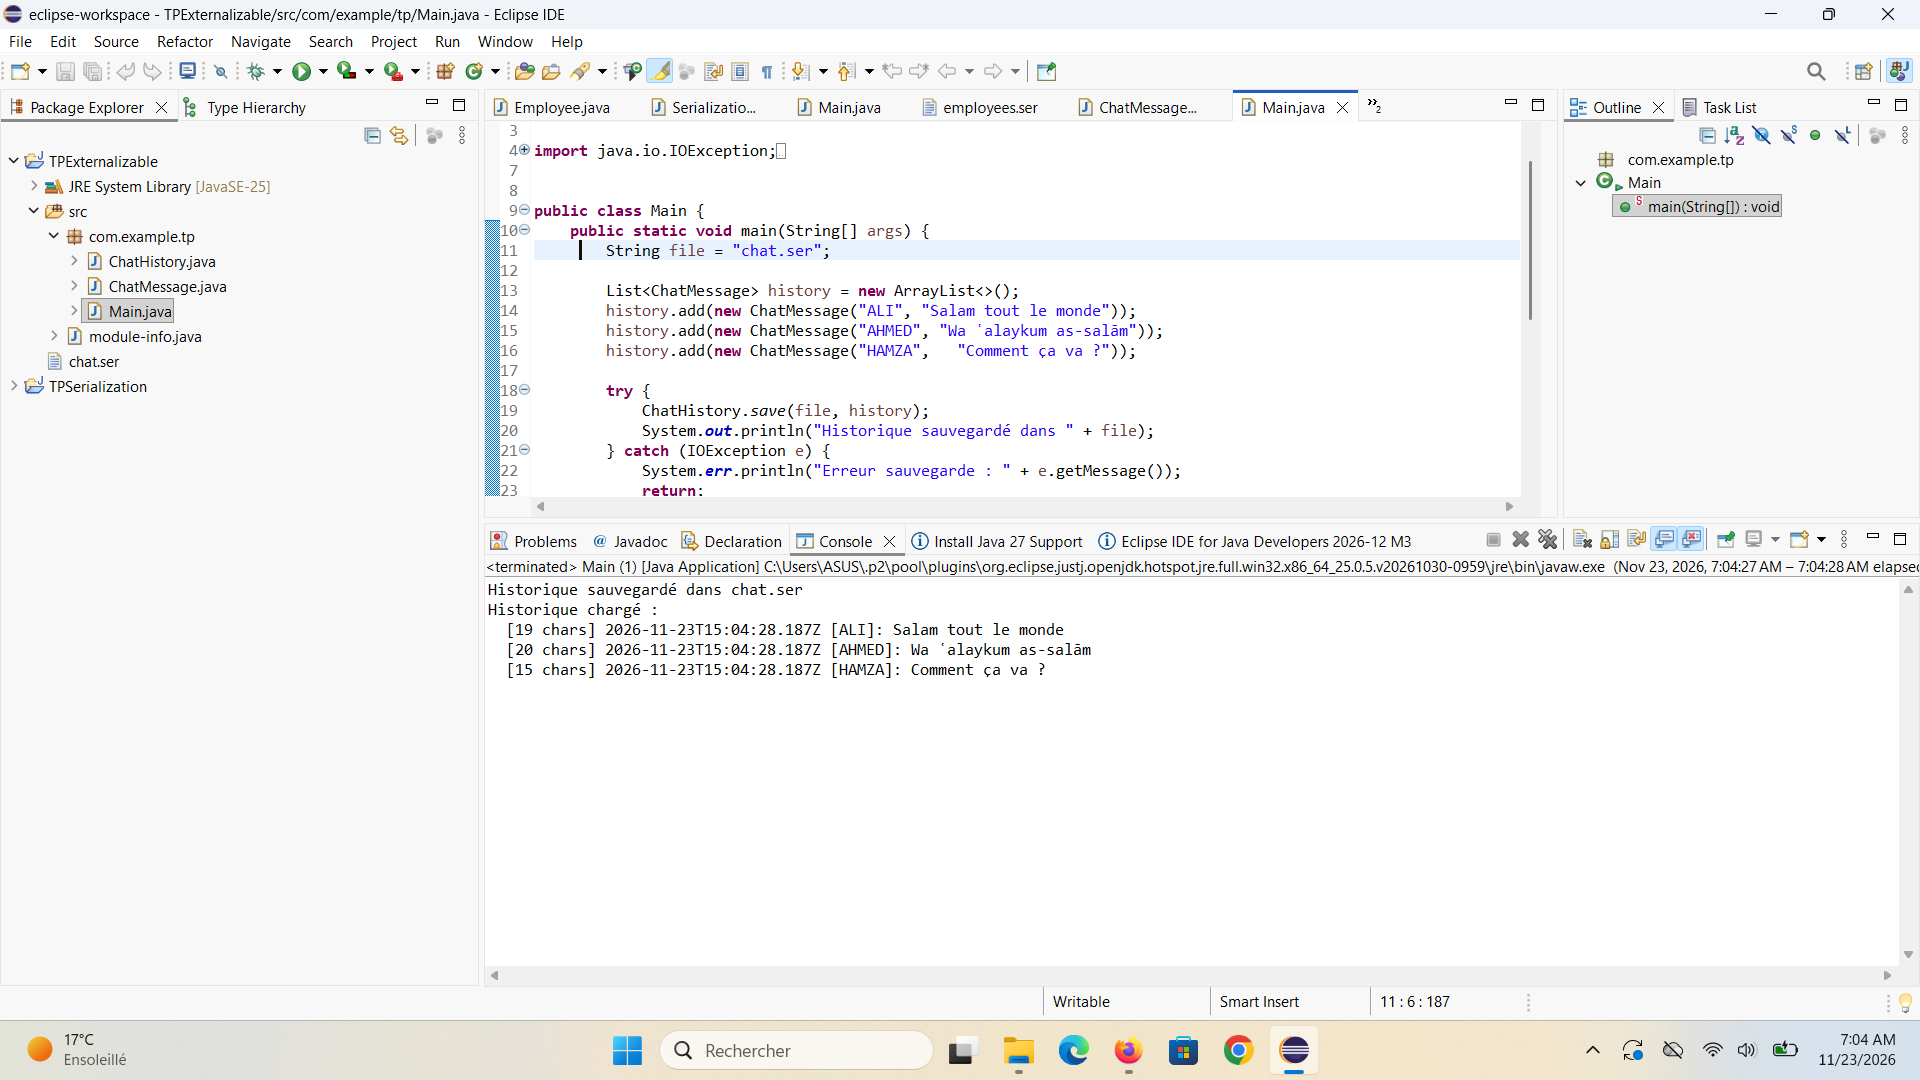 eclipse-workspace - TPExternalizable/src/com/example/tp/Main.java - Eclipse IDE
File Edit Source Refactor Navigate Search Project Run Window Help
Package Explorer Type Hierarchy
TPExternalizable
JRE System Library [JavaSE-25]
src
com.example.tp
ChatHistory.java
ChatMessage.java
Main.java
module-info.java
chat.ser
TPSerialization
Employee.java Serializatio... Main.java employees.ser ChatMessage... Main.java »2
3
4 import java.io.IOException;
7
8
9 public class Main {
10 public static void main(String[] args) {
11 String file = "chat.ser";
12
13 List<ChatMessage> history = new ArrayList<>();
14 history.add(new ChatMessage("ALI", "Salam tout le monde"));
15 history.add(new ChatMessage("AHMED", "Wa ʿalaykum as-salām"));
16 history.add(new ChatMessage("HAMZA", "Comment ça va ?"));
17
18 try {
19 ChatHistory.save(file, history);
20 System.out.println("Historique sauvegardé dans " + file);
21 } catch (IOException e) {
22 System.err.println("Erreur sauvegarde : " + e.getMessage());
23 return;
Outline Task List
com.example.tp
Main
main(String[]) : void
Problems Javadoc Declaration Console Install Java 27 Support Eclipse IDE for Java Developers 2026-12 M3
<terminated> Main (1) [Java Application] C:\Users\ASUS\.p2\pool\plugins\org.eclipse.justj.openjdk.hotspot.jre.full.win32.x86_64_25.0.5.v20261030-0959\jre\bin\javaw.exe (Nov 23, 2026, 7:04:27 AM – 7:04:28 AM elapsed
Historique sauvegardé dans chat.ser
Historique chargé :
[19 chars] 2026-11-23T15:04:28.187Z [ALI]: Salam tout le monde
[20 chars] 2026-11-23T15:04:28.187Z [AHMED]: Wa ʿalaykum as-salām
[15 chars] 2026-11-23T15:04:28.187Z [HAMZA]: Comment ça va ?
Writable Smart Insert 11 : 6 : 187
17°C
Ensoleillé
Rechercher
7:04 AM
11/23/2026